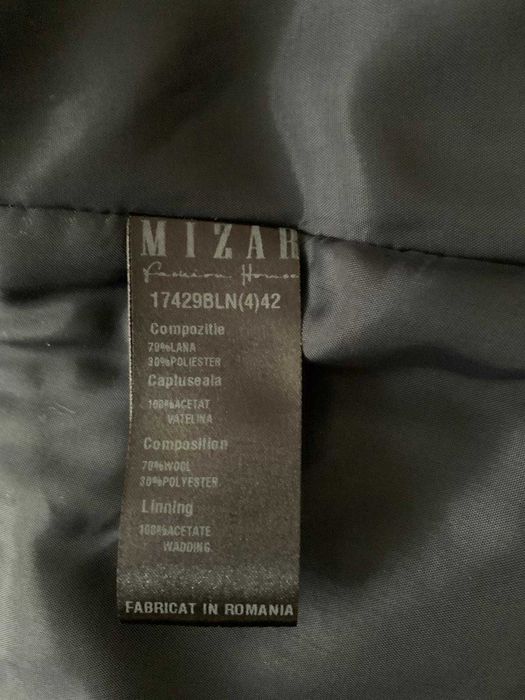 MIZAR
Fashion House
17429BLN(4)42
Compozitie
70%LANA
30%POLIESTER
Captuseala
100%ACETAT
VATELINA
Composition
70%WOOL
30%POLYESTER
Linning
100%ACETATE
WADDING
FABRICAT IN ROMANIA